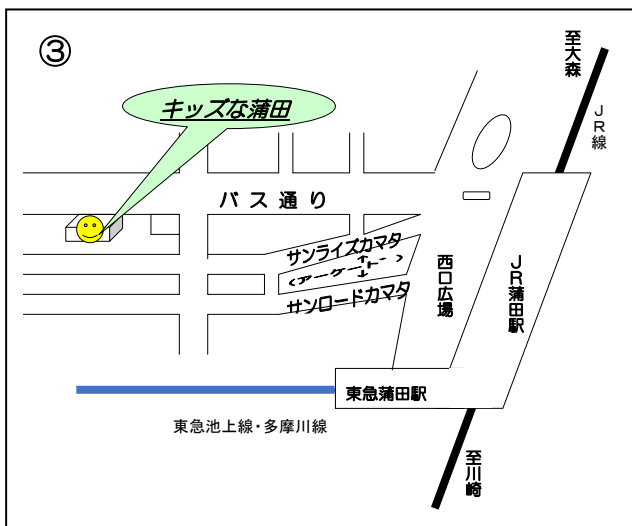 ③
至大森
JR線
キッズな蒲田
バス通り
サンライズカマタ
<アーケード>
サンロードカマタ
西口広場
JR蒲田駅
東急蒲田駅
東急池上線・多摩川線
至川崎